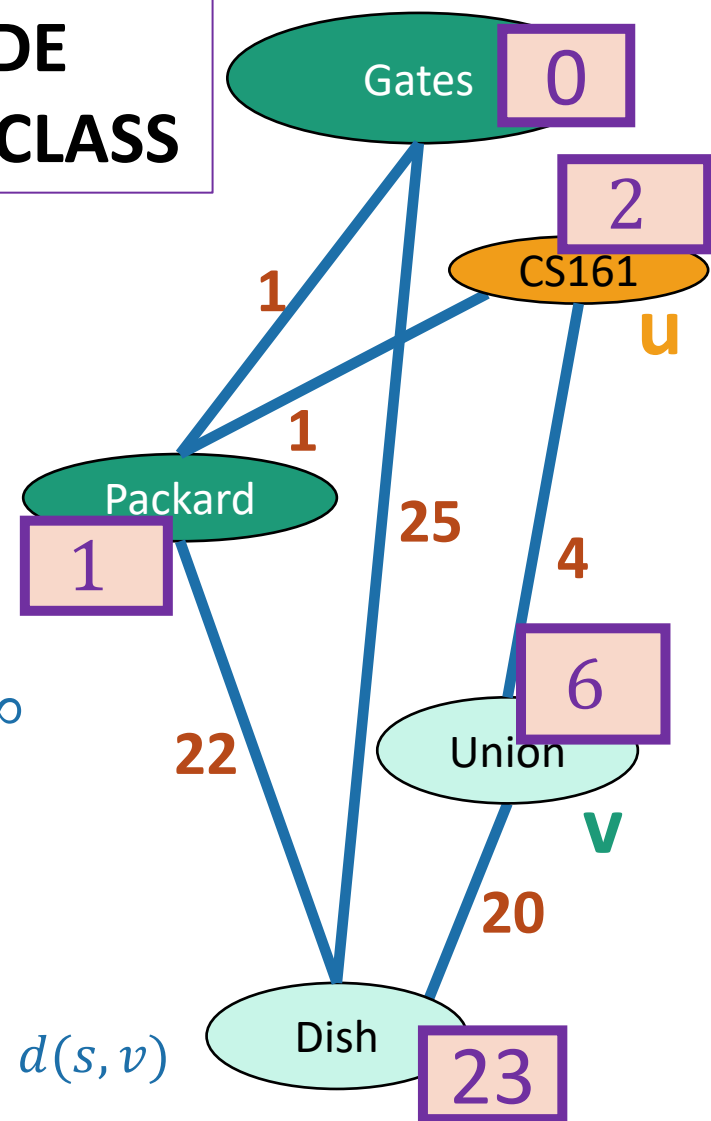 DE
CLASS
Gates
0
2
CS161
u
1
1
Packard
1
25
4
∞
22
6
Union
v
20
d(s, v)
Dish
23